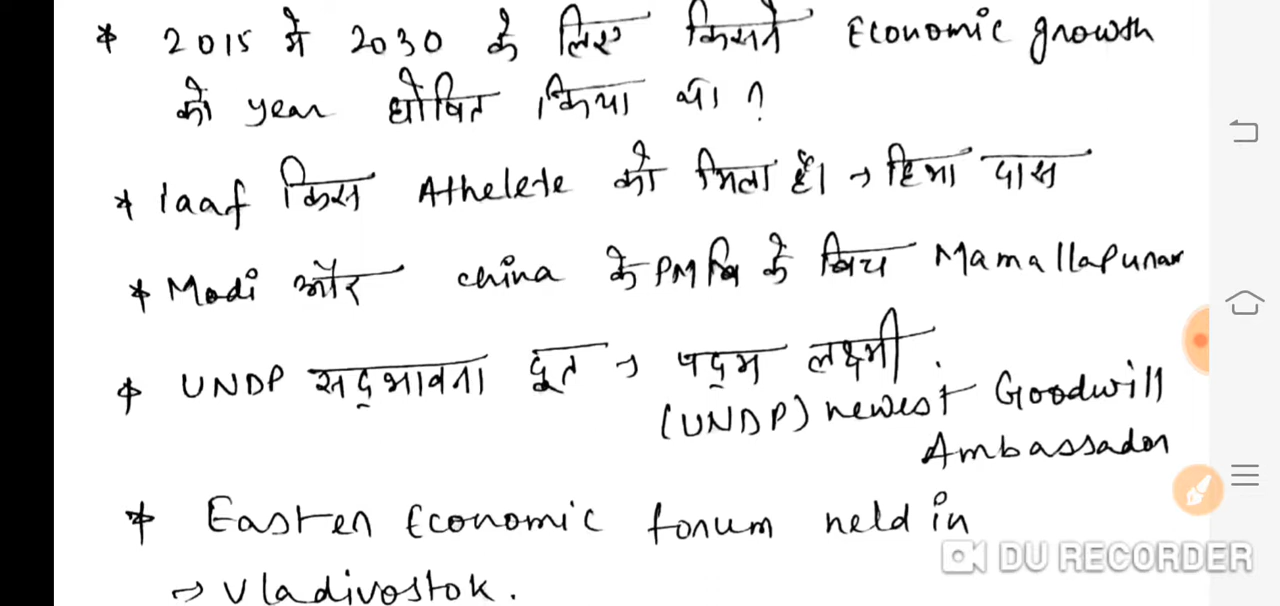 * 2015 में 2030 के लिए किसने Economic growth
को year घोषित किया था ?
* Iaaf किस Athelete को मिला है। → हिमा दास
* Modi और china के PM षि के बिच Mamallapuram
* UNDP सद्भावना दूत → पद्म लक्ष्मी.
(UNDP) newest Goodwill
Ambassador
* Easten Economic forum held in
→ Vladivostok.
DU RECORDER